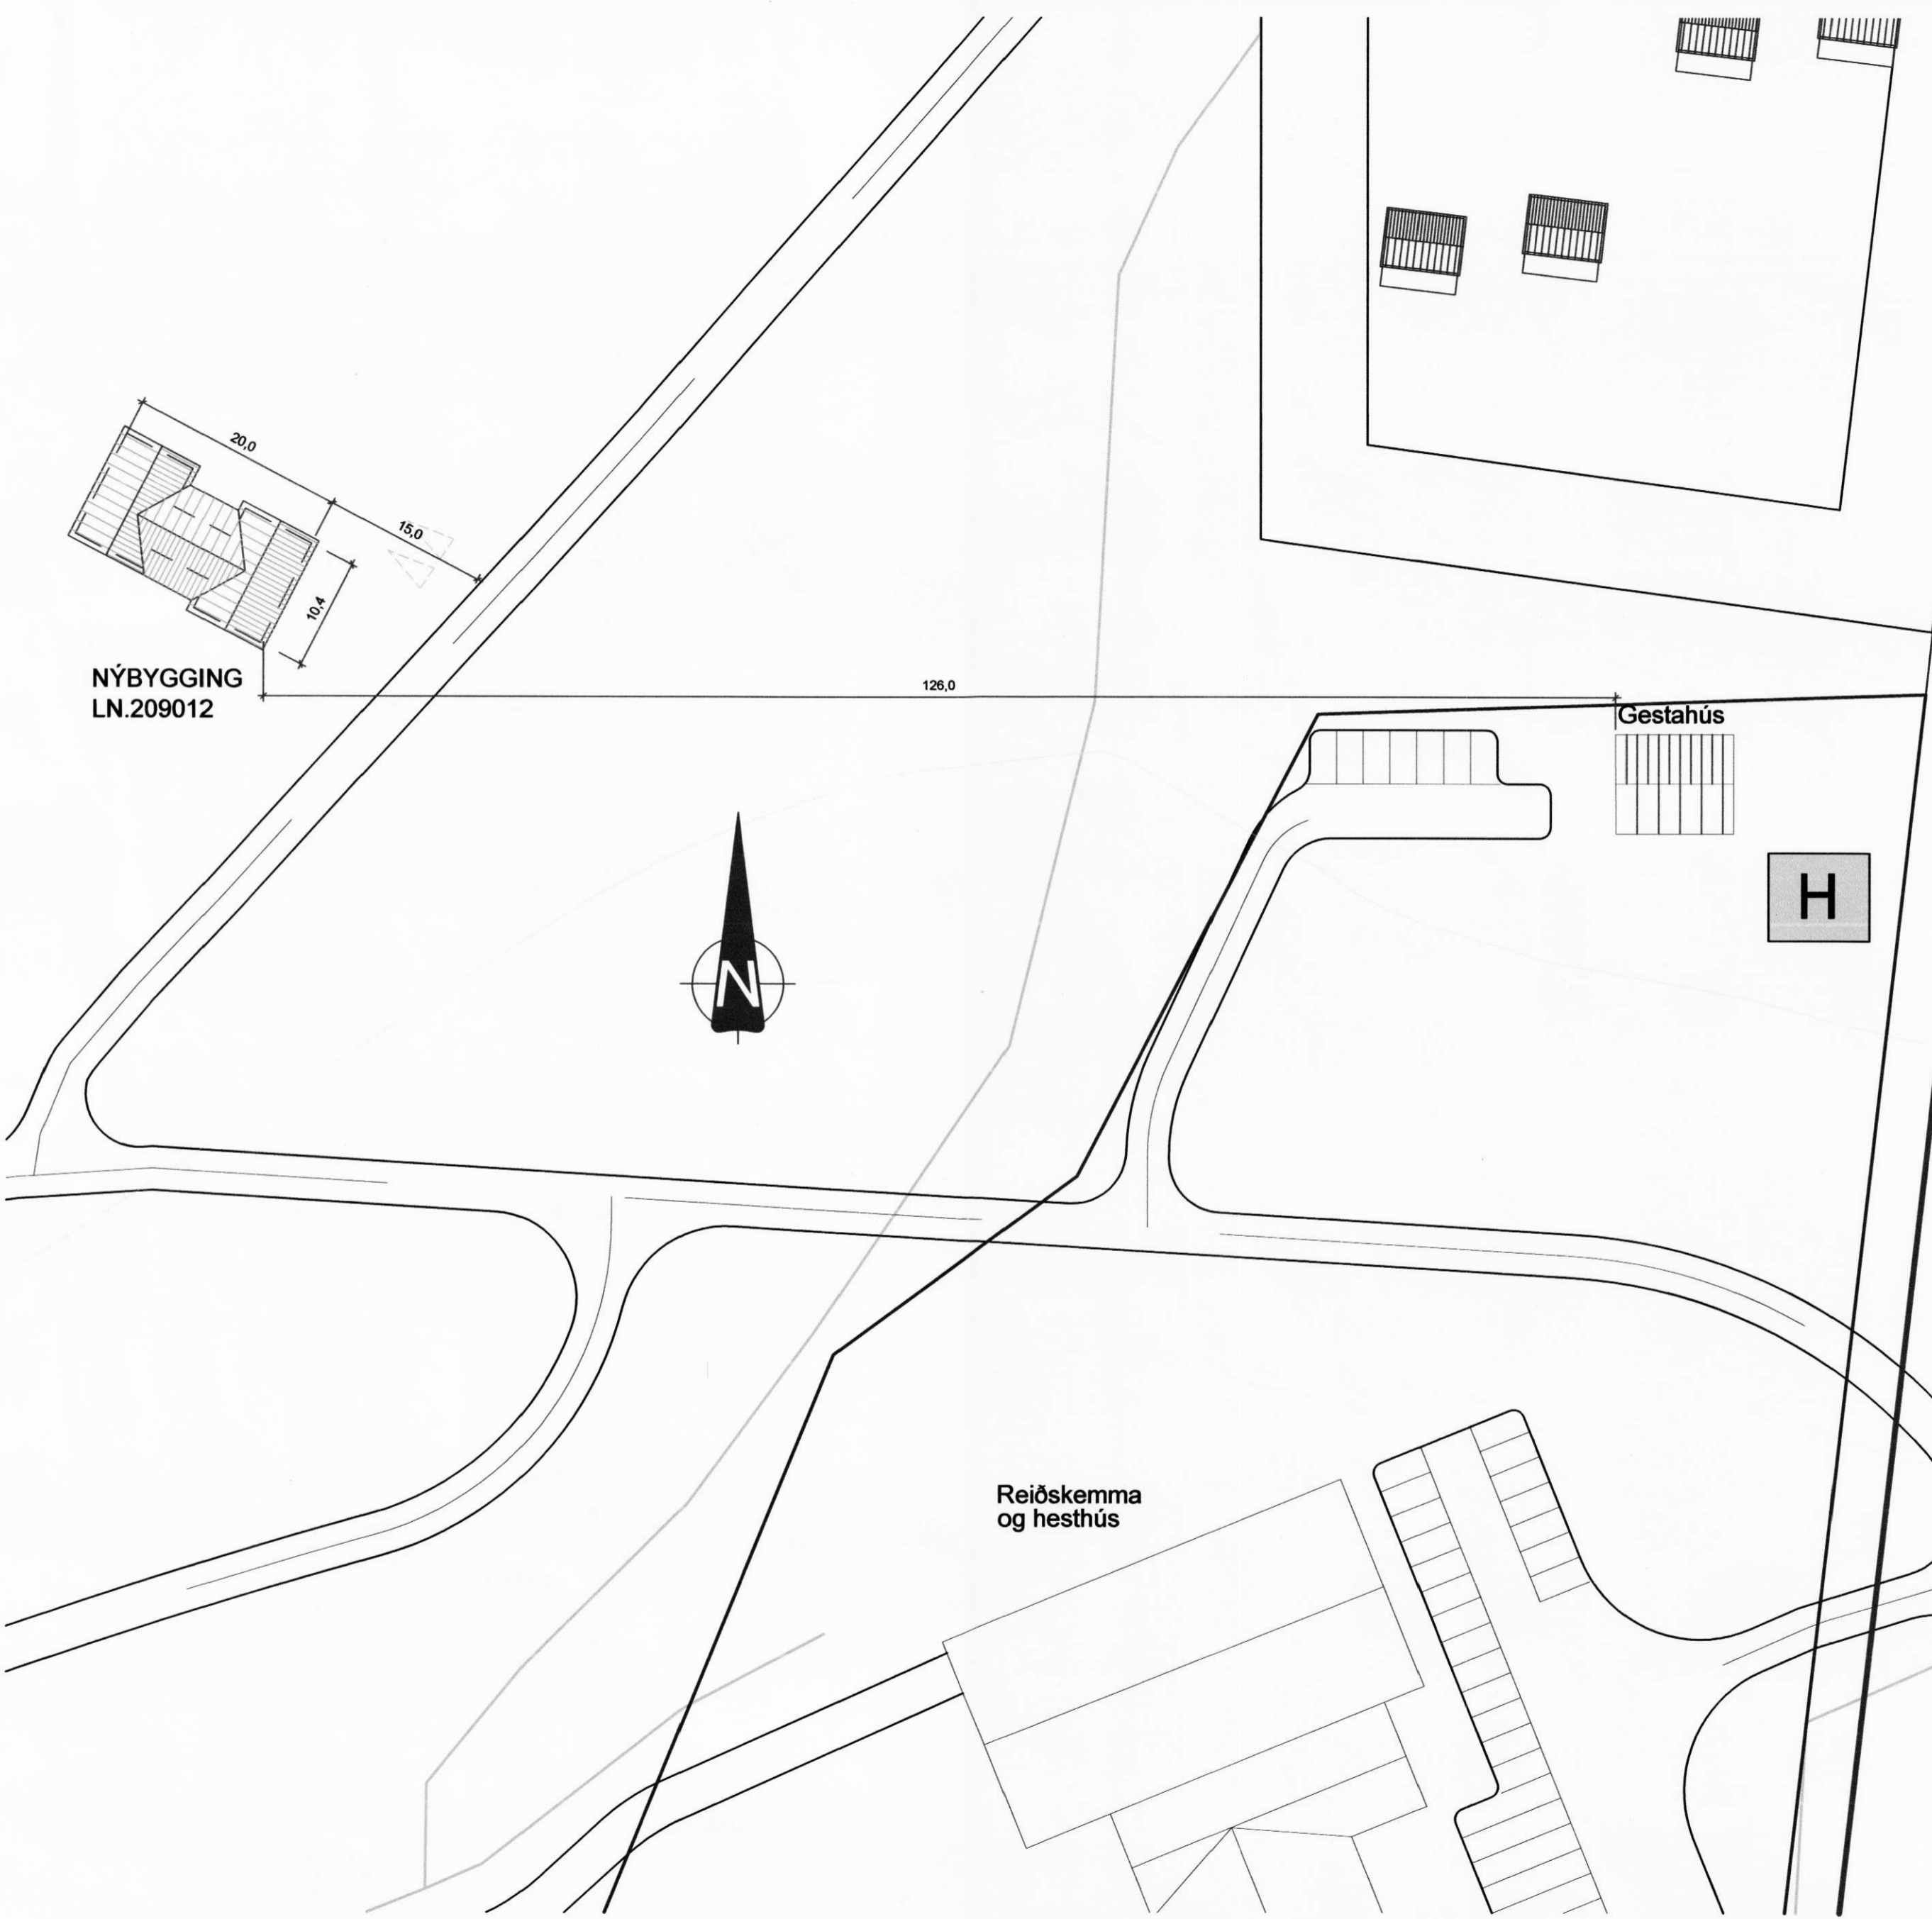 20,0
15,0
10,4
NÝBYGGING
LN.209012
126,0
Gestahús
H
N
Reiðskemma
og hesthús